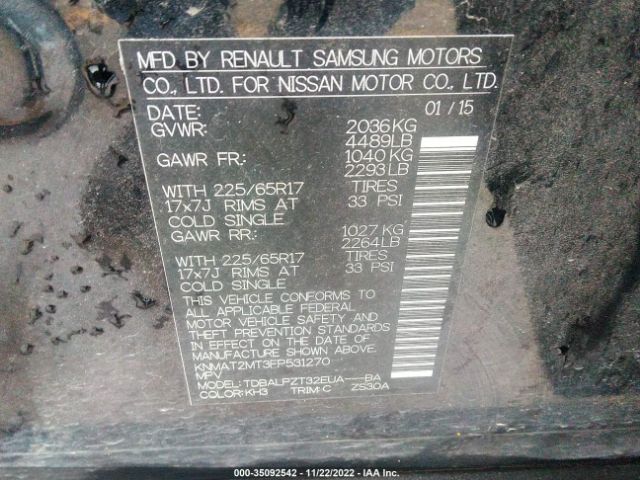 MFD BY RENAULT SAMSUNG MOTORS
CO., LTD. FOR NISSAN MOTOR CO., LTD.
DATE: 01/15
GVWR: 2036KG
4489LB
GAWR FR: 1040 KG
2293LB
WITH 225/65R17 TIRES
17x7J RIMS AT 33 PSI
COLD SINGLE
GAWR RR: 1027 KG
2264LB
WITH 225/65R17 TIRES
17x7J RIMS AT 33 PSI
COLD SINGLE
THIS VEHICLE CONFORMS TO
ALL APPLICABLE FEDERAL
MOTOR VEHICLE SAFETY AND
THEFT PREVENTION STANDARDS
IN EFFECT ON THE DATE OF
MANUFACTURE SHOWN ABOVE.
KNMAT2MT3FP531270
MPV
MODEL: TDBALPZT32EUA---BA
COLOR: KH3 TRIM: C ZS30A
000-35092542 - 11/22/2022 - IAA Inc.